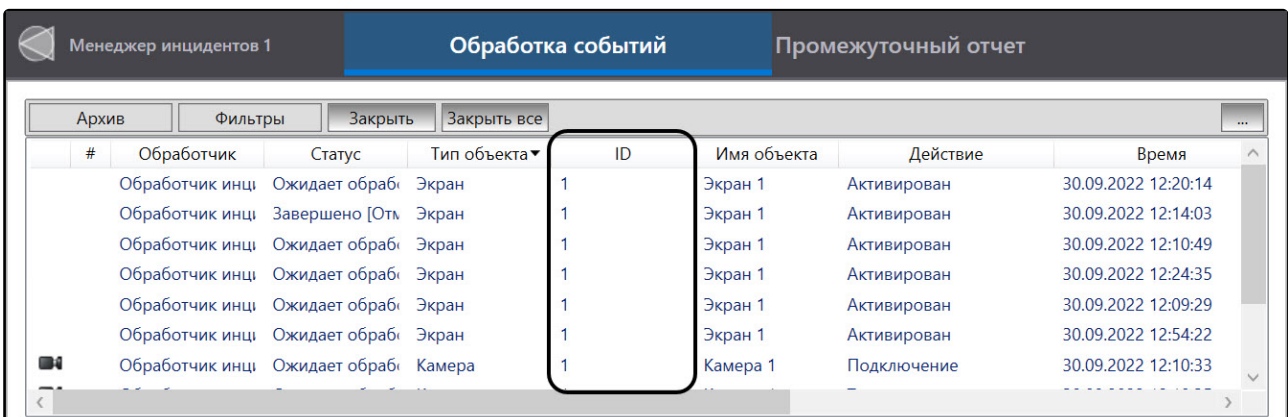 Менеджер инцидентов 1 Обработка событий Промежуточный отчет
Архив Фильтры Закрыть Закрыть все ...
# Обработчик Статус Тип объекта ID Имя объекта Действие Время
Обработчик инци Ожидает обраб Экран 1 Экран 1 Активирован 30.09.2022 12:20:14
Обработчик инци Завершено [Отм Экран 1 Экран 1 Активирован 30.09.2022 12:14:03
Обработчик инци Ожидает обраб Экран 1 Экран 1 Активирован 30.09.2022 12:10:49
Обработчик инци Ожидает обраб Экран 1 Экран 1 Активирован 30.09.2022 12:24:35
Обработчик инци Ожидает обраб Экран 1 Экран 1 Активирован 30.09.2022 12:09:29
Обработчик инци Ожидает обраб Экран 1 Экран 1 Активирован 30.09.2022 12:54:22
Обработчик инци Ожидает обраб Камера 1 Камера 1 Подключение 30.09.2022 12:10:33